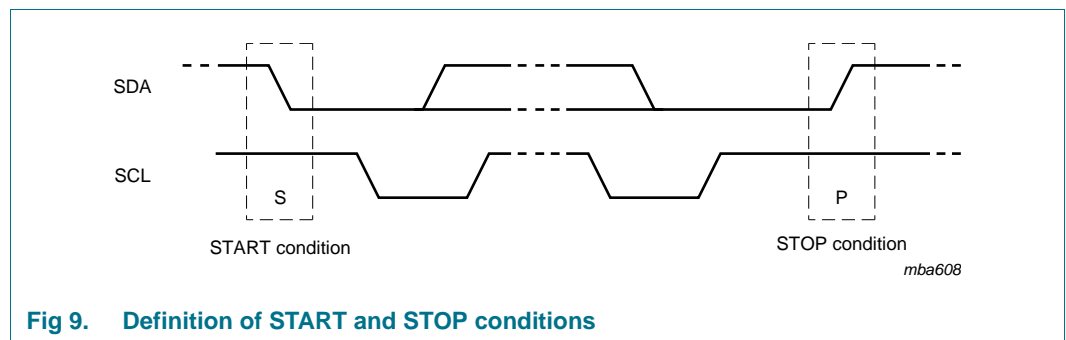 SDA
SCL
S
P
START condition
STOP condition
mba608
Fig 9. Definition of START and STOP conditions